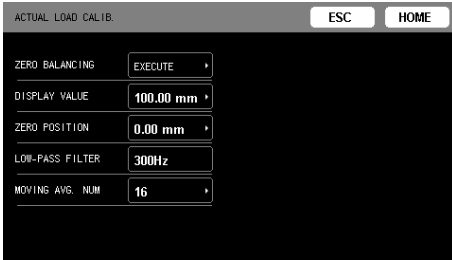 ACTUAL LOAD CALIB. ESC HOME
ZERO BALANCING EXECUTE
DISPLAY VALUE 100.00 mm
ZERO POSITION 0.00 mm
LOW-PASS FILTER 300Hz
MOVING AVG. NUM 16